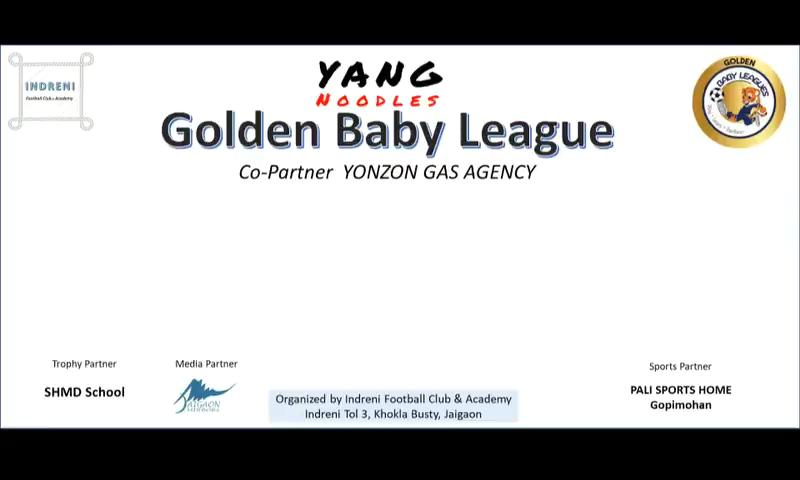 INDRENI
Football Club & Academy
YANG
NOODLES
Golden Baby League
Co-Partner YONZON GAS AGENCY
GOLDEN
BABY LEAGUES
Trophy Partner
SHMD School
Media Partner
JAIGAON
Organized by Indreni Football Club & Academy
Indreni Tol 3, Khokla Busty, Jaigaon
Sports Partner
PALI SPORTS HOME
Gopimohan